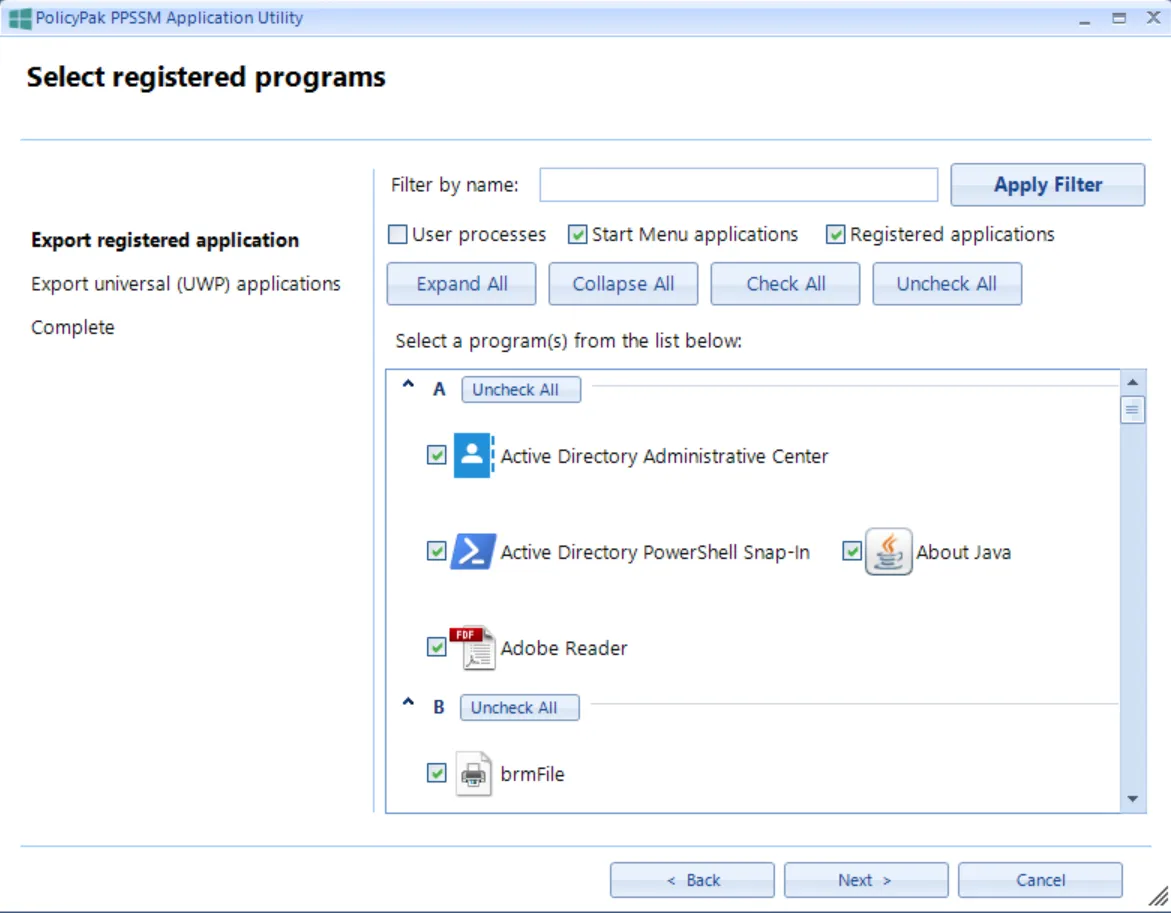 PolicyPak PPSSM Application Utility
Select registered programs
Export registered application
Export universal (UWP) applications
Complete
Filter by name:
Apply Filter
User processes Start Menu applications Registered applications
Expand All Collapse All Check All Uncheck All
Select a program(s) from the list below:
A Uncheck All
Active Directory Administrative Center
Active Directory PowerShell Snap-In About Java
PDF
Adobe Reader
B Uncheck All
brmFile
< Back Next > Cancel